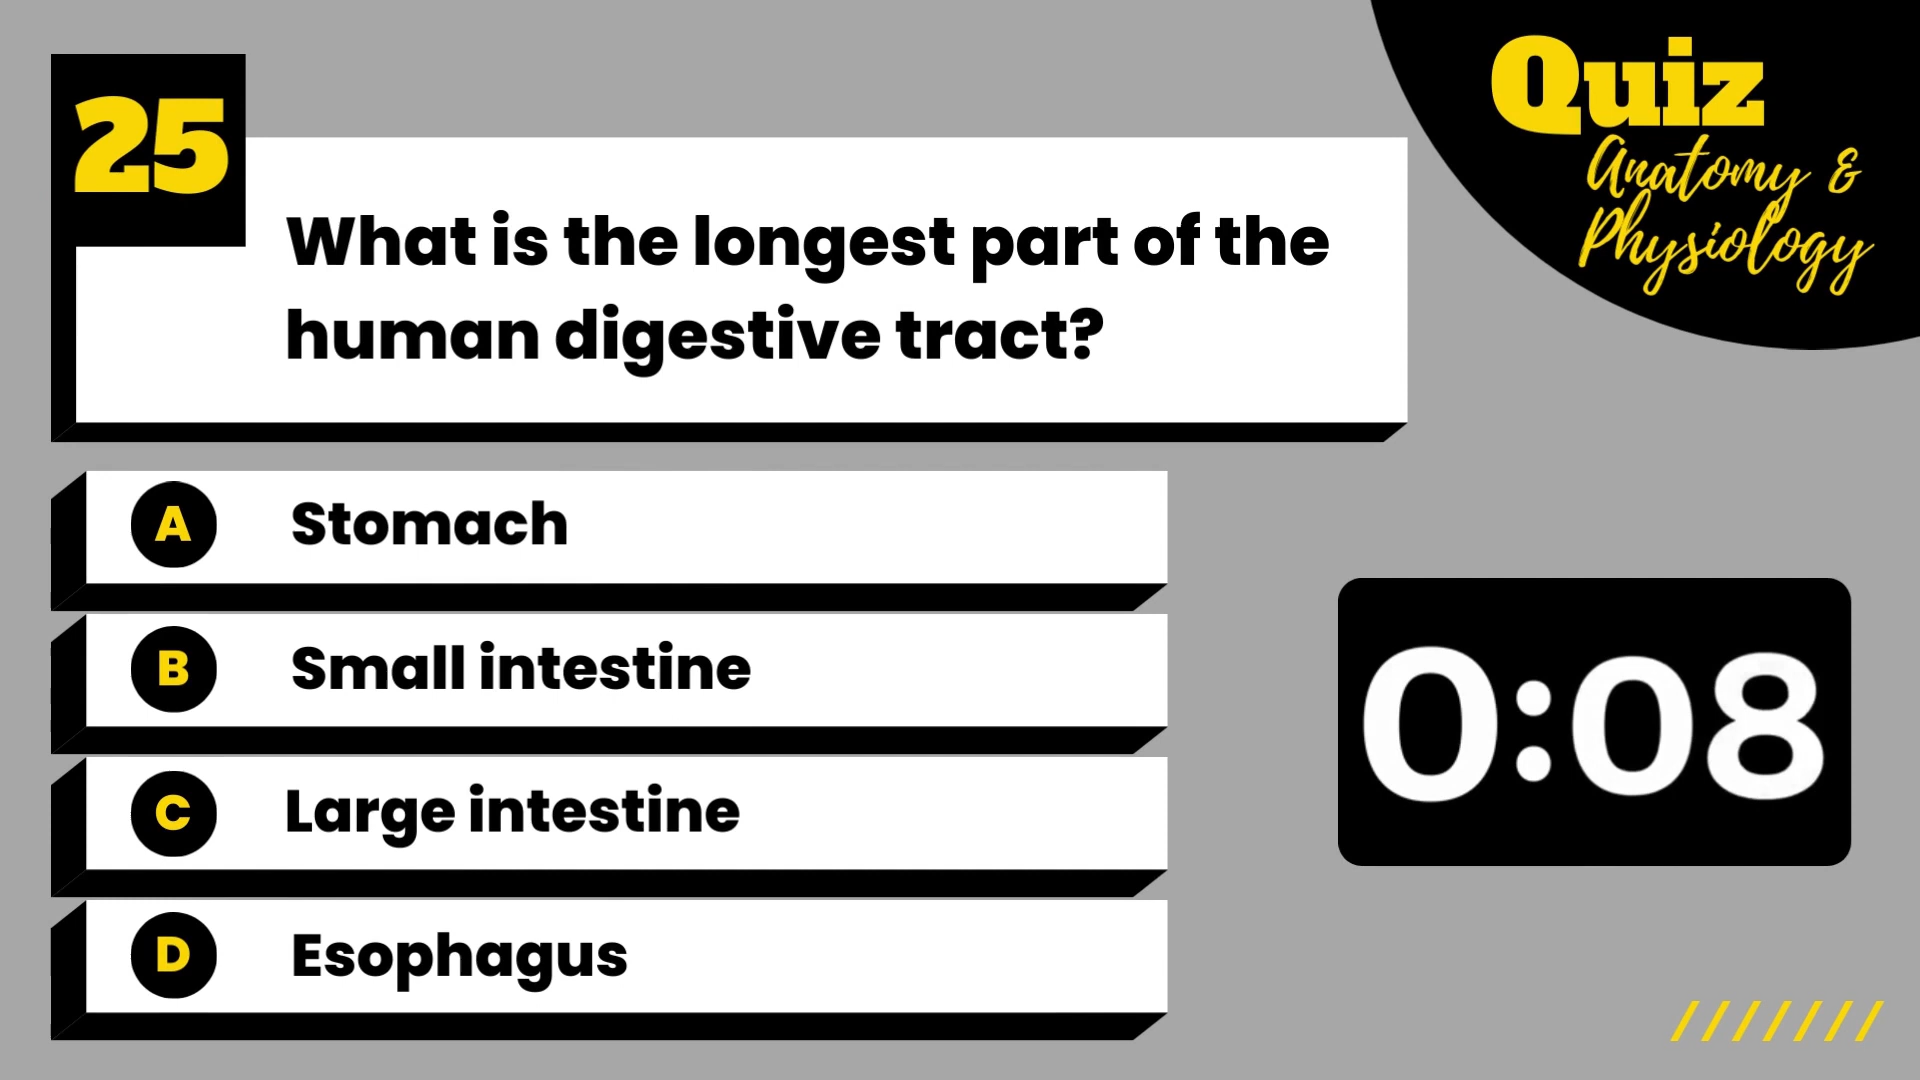 25
Quiz
Anatomy &
Physiology
What is the longest part of the
human digestive tract?
A Stomach
B Small intestine
C Large intestine
D Esophagus
0:08